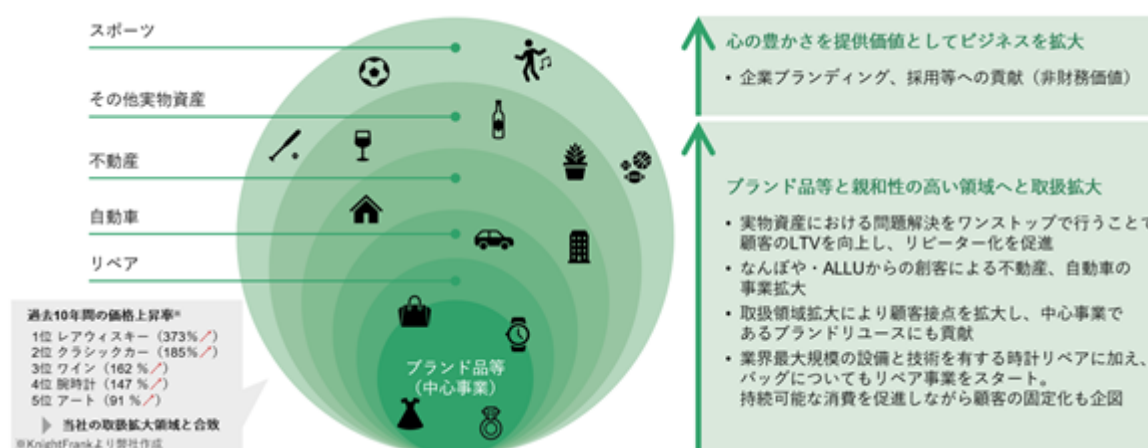 スポーツ
その他実物資産
不動産
自動車
リペア
過去10年間の価格上昇率※
1位 レアウィスキー（373%↗）
2位 クラシックカー（185%↗）
3位 ワイン（162 %↗）
4位 腕時計（147 %↗）
5位 アート（91 %↗）
▶ 当社の取扱拡大領域と合致
※KnightFrankより弊社作成
ブランド品等
（中心事業）
心の豊かさを提供価値としてビジネスを拡大
• 企業ブランディング、採用等への貢献（非財務価値）
ブランド品等と親和性の高い領域へと取扱拡大
• 実物資産における問題解決をワンストップで行うことで
顧客のLTVを向上し、リピーター化を促進
• なんぼや・ALLUからの創客による不動産、自動車の
事業拡大
• 取扱領域拡大により顧客接点を拡大し、中心事業で
あるブランドリユースにも貢献
• 業界最大規模の設備と技術を有する時計リペアに加え、
バッグについてもリペア事業をスタート。
持続可能な消費を促進しながら顧客の固定化も企図